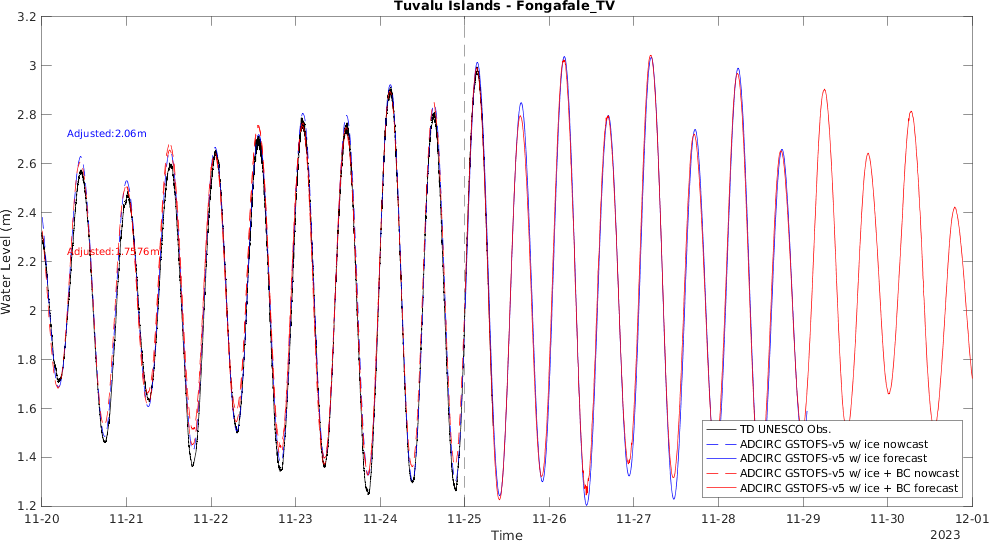 Tuvalu Islands - Fongafale_TV
3.2
3
2.8
2.6
2.4
2.2
2
1.8
1.6
1.4
1.2
Water Level (m)
Adjusted:2.06m
Adjusted:1.7576m
TD UNESCO Obs.
ADCIRC GSTOFS-v5 w/ ice nowcast
ADCIRC GSTOFS-v5 w/ ice forecast
ADCIRC GSTOFS-v5 w/ ice + BC nowcast
ADCIRC GSTOFS-v5 w/ ice + BC forecast
11-20 11-21 11-22 11-23 11-24 11-25 11-26 11-27 11-28 11-29 11-30 12-01
Time
2023